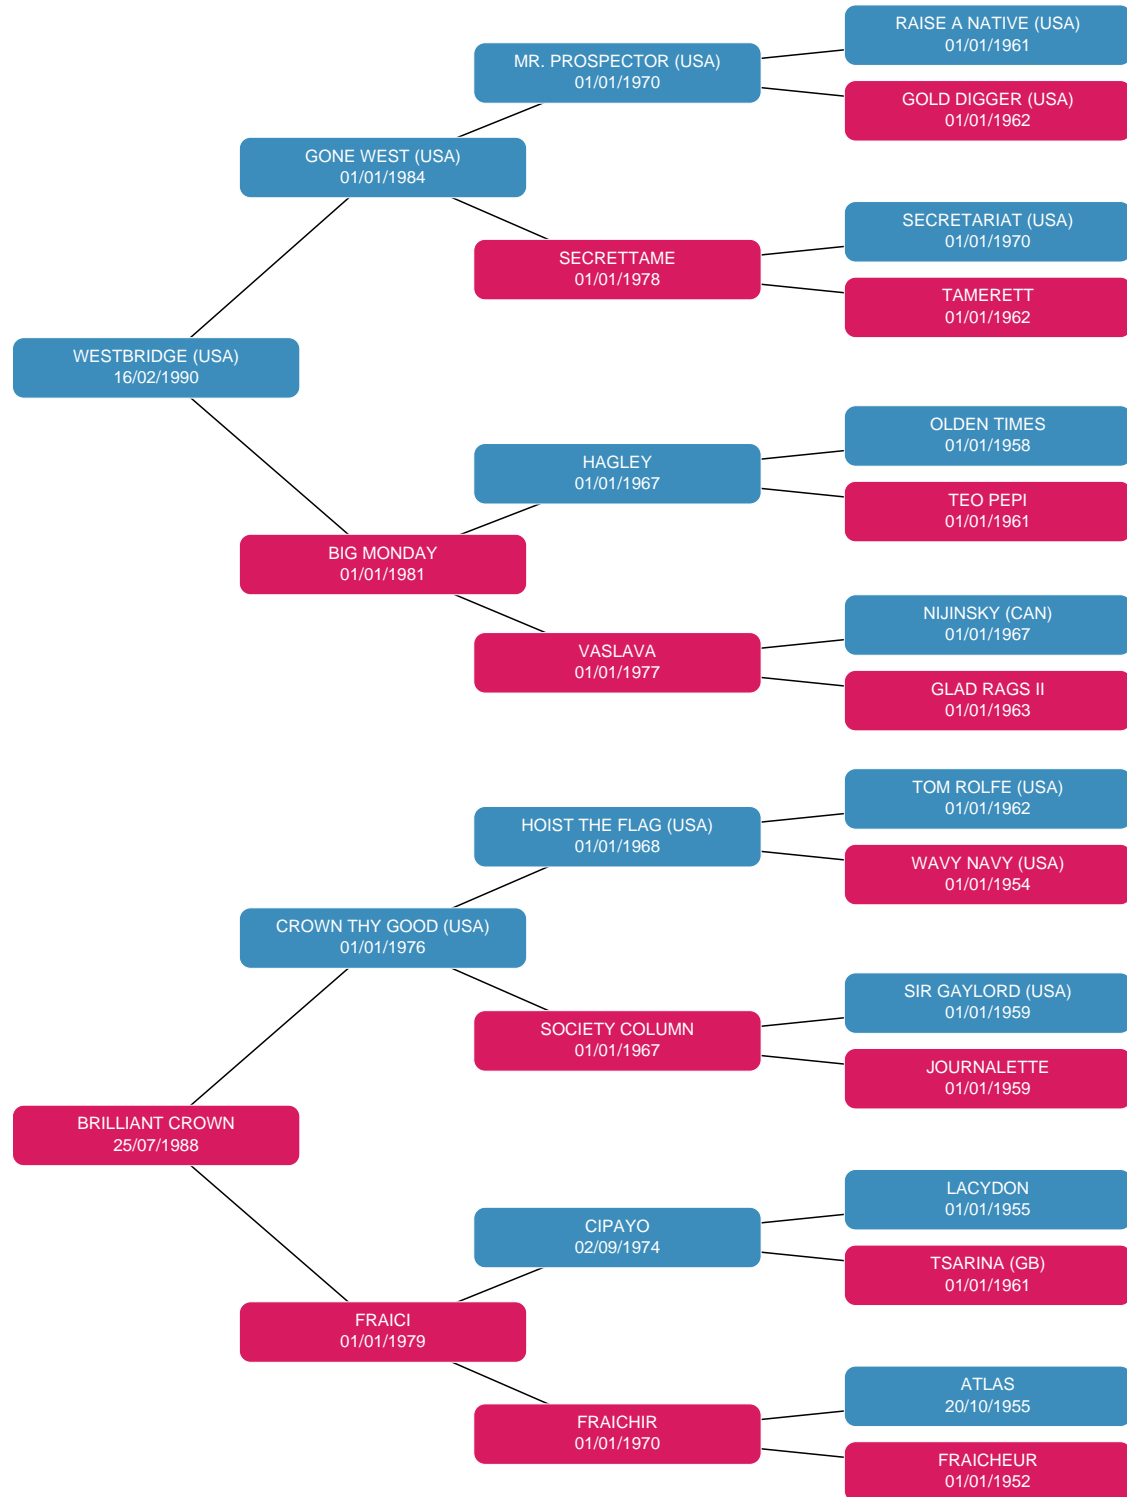 RAISE A NATIVE (USA)
01/01/1961
MR. PROSPECTOR (USA)
01/01/1970
GOLD DIGGER (USA)
01/01/1962
GONE WEST (USA)
01/01/1984
SECRETARIAT (USA)
01/01/1970
SECRETTAME
01/01/1978
TAMERETT
01/01/1962
WESTBRIDGE (USA)
16/02/1990
OLDEN TIMES
01/01/1958
HAGLEY
01/01/1967
TEO PEPI
01/01/1961
BIG MONDAY
01/01/1981
NIJINSKY (CAN)
01/01/1967
VASLAVA
01/01/1977
GLAD RAGS II
01/01/1963
TOM ROLFE (USA)
01/01/1962
HOIST THE FLAG (USA)
01/01/1968
WAVY NAVY (USA)
01/01/1954
CROWN THY GOOD (USA)
01/01/1976
SIR GAYLORD (USA)
01/01/1959
SOCIETY COLUMN
01/01/1967
JOURNALETTE
01/01/1959
BRILLIANT CROWN
25/07/1988
LACYDON
01/01/1955
CIPAYO
02/09/1974
TSARINA (GB)
01/01/1961
FRAICI
01/01/1979
ATLAS
20/10/1955
FRAICHIR
01/01/1970
FRAICHEUR
01/01/1952